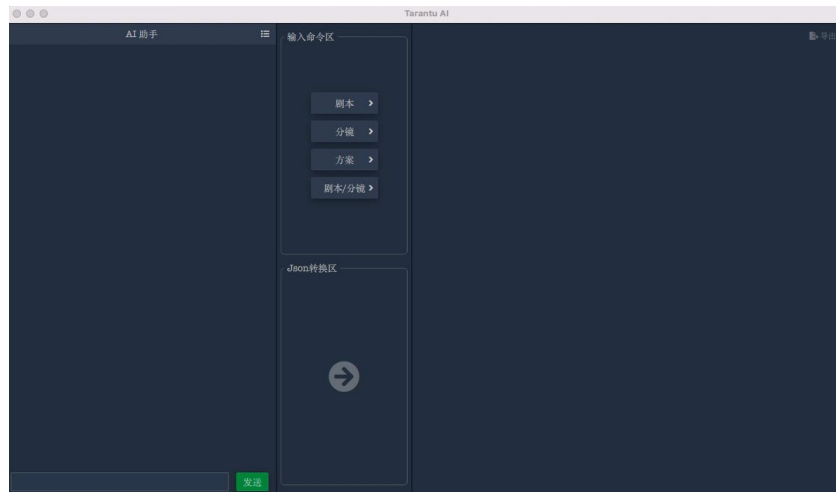 Tarantu AI
AI 助手
输入命令区
导出
剧本
分镜
方案
剧本/分镜
Json转换区
发送